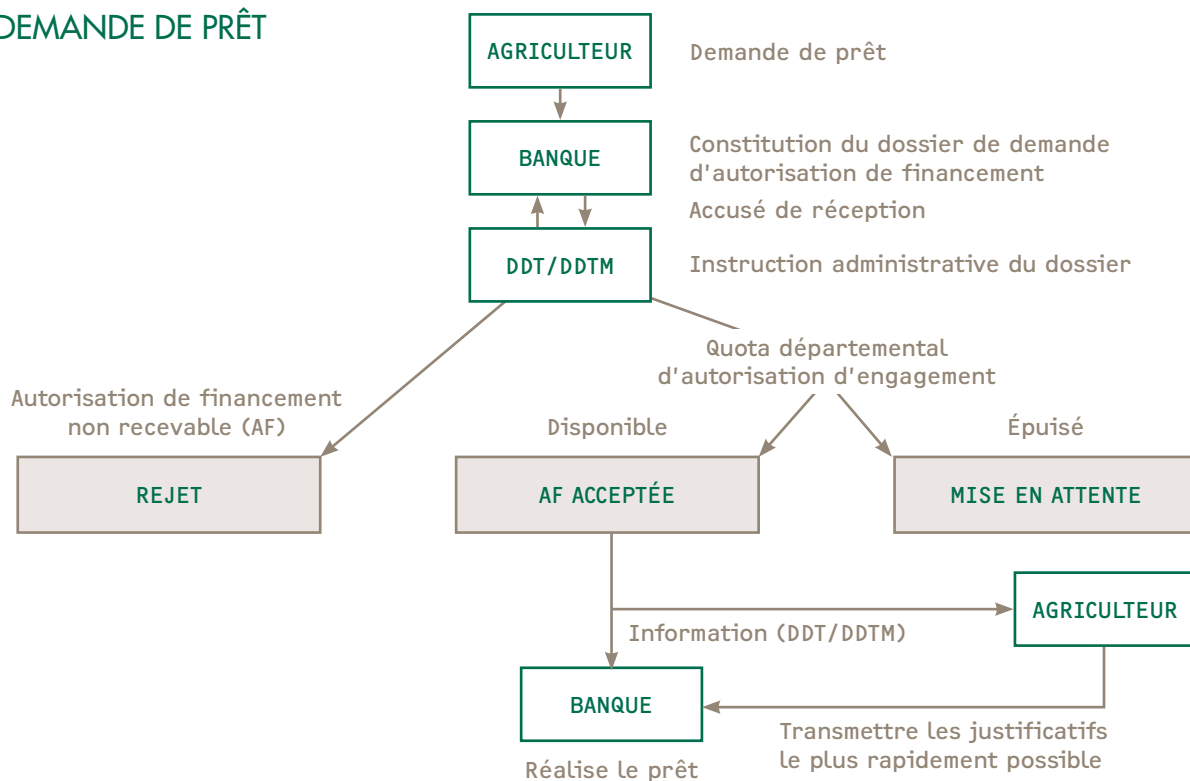 DEMANDE DE PRÊT
AGRICULTEUR
Demande de prêt
BANQUE
Constitution du dossier de demande
d'autorisation de financement
Accusé de réception
DDT/DDTM
Instruction administrative du dossier
Quota départemental
d'autorisation d'engagement
Autorisation de financement
non recevable (AF)
Disponible
Épuisé
REJET
AF ACCEPTÉE
MISE EN ATTENTE
AGRICULTEUR
Information (DDT/DDTM)
BANQUE
Transmettre les justificatifs
le plus rapidement possible
Réalise le prêt